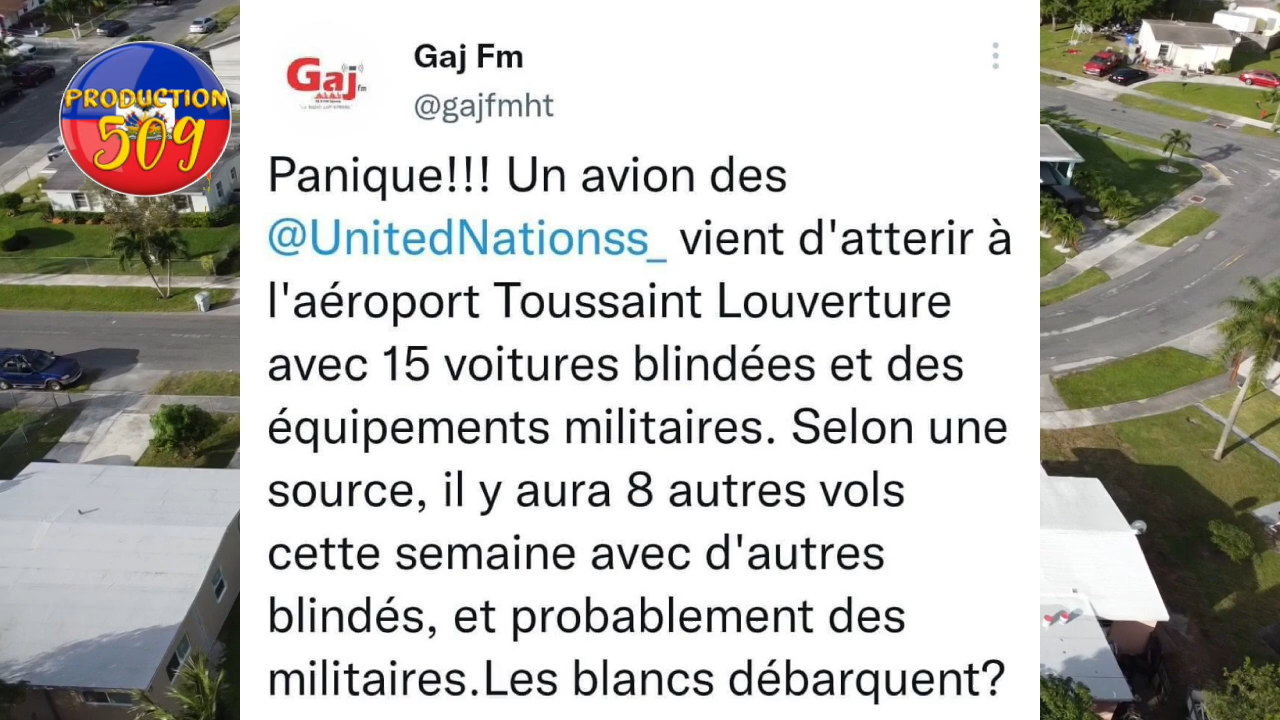 PRODUCTION
509
Gaj
fm
Gaj Fm
@gajfmht
Panique!!! Un avion des
@UnitedNationss_ vient d'atterir à
l'aéroport Toussaint Louverture
avec 15 voitures blindées et des
équipements militaires. Selon une
source, il y aura 8 autres vols
cette semaine avec d'autres
blindés, et probablement des
militaires.Les blancs débarquent?